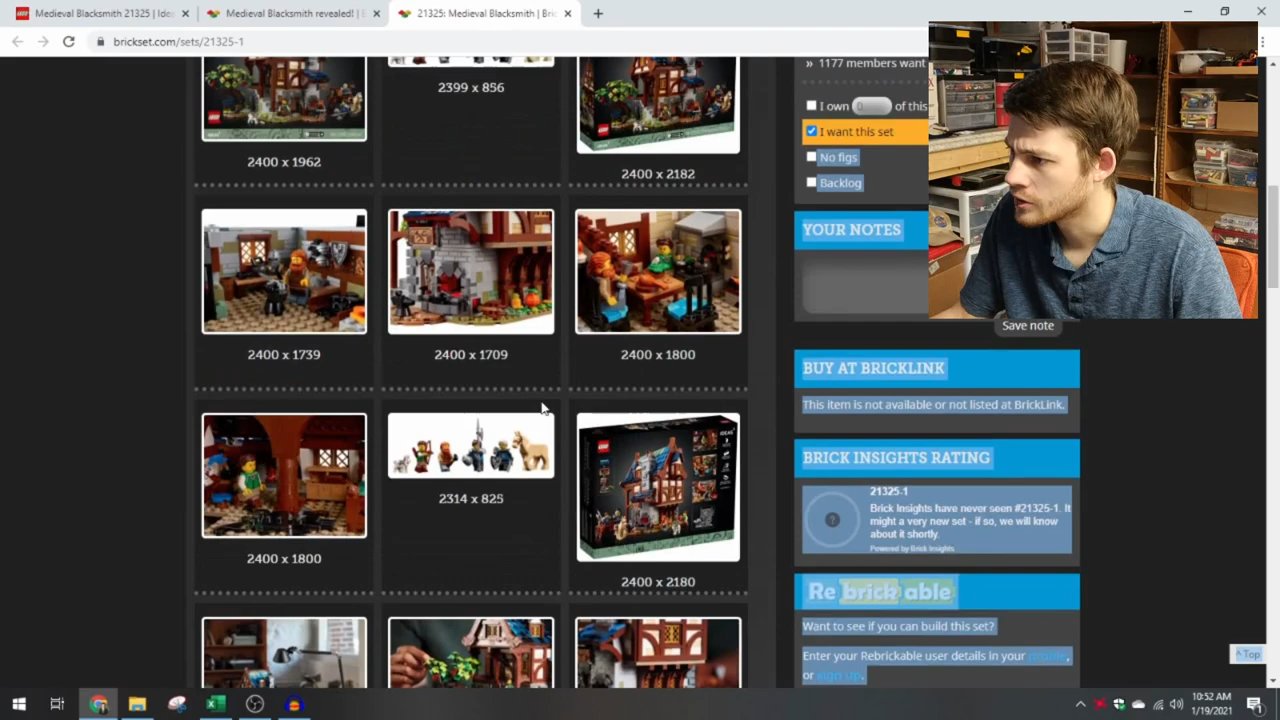 Medieval Blacksmith 21325 | Idea
Medieval Blacksmith revealed! | B
21325: Medieval Blacksmith | Bric
brickset.com/sets/21325-1
2399 x 856
2400 x 1962
2400 x 2182
2400 x 1739
2400 x 1709
2400 x 1800
2400 x 1800
2314 x 825
2400 x 2180
» 1177 members want
I own
of this
I want this set
No figs
Backlog
YOUR NOTES
Save note
BUY AT BRICKLINK
This item is not available or not listed at BrickLink.
BRICK INSIGHTS RATING
21325-1
Brick Insights have never seen #21325-1. It
might a very new set - if so, we will know
about it shortly.
Powered by Brick Insights.
Rebrickable
Want to see if you can build this set?
Enter your Rebrickable user details in your profile,
or sign up.
^ Top
10:52 AM
1/19/2021